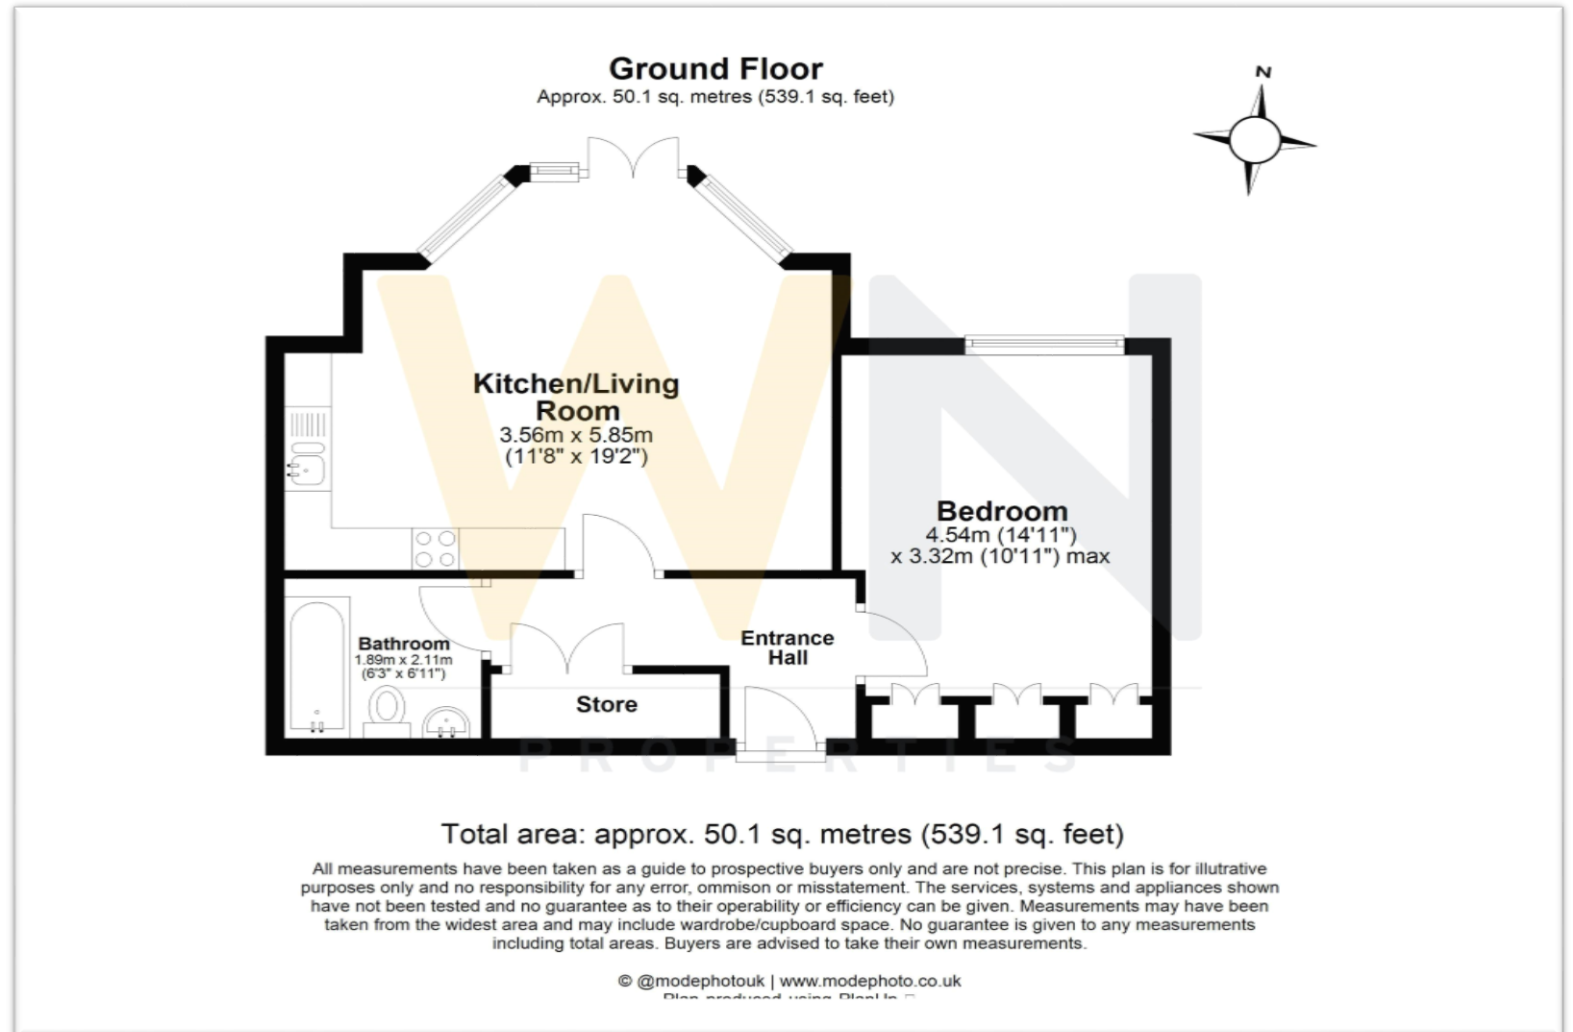 Ground Floor
Approx. 50.1 sq. metres (539.1 sq. feet)
N
Kitchen/Living
Room
3.56m x 5.85m
(11'8" x 19'2")
Bedroom
4.54m (14'11")
x 3.32m (10'11") max
Bathroom
1.89m x 2.11m
(6'3" x 6'11")
Entrance
Hall
Store
WN
PROPERTIES
Total area: approx. 50.1 sq. metres (539.1 sq. feet)
All measurements have been taken as a guide to prospective buyers only and are not precise. This plan is for illutrative
purposes only and no responsibility for any error, ommison or misstatement. The services, systems and appliances shown
have not been tested and no guarantee as to their operability or efficiency can be given. Measurements may have been
taken from the widest area and may include wardrobe/cupboard space. No guarantee is given to any measurements
including total areas. Buyers are advised to take their own measurements.
© @modephotouk | www.modephoto.co.uk
Plan produced using PlanUp